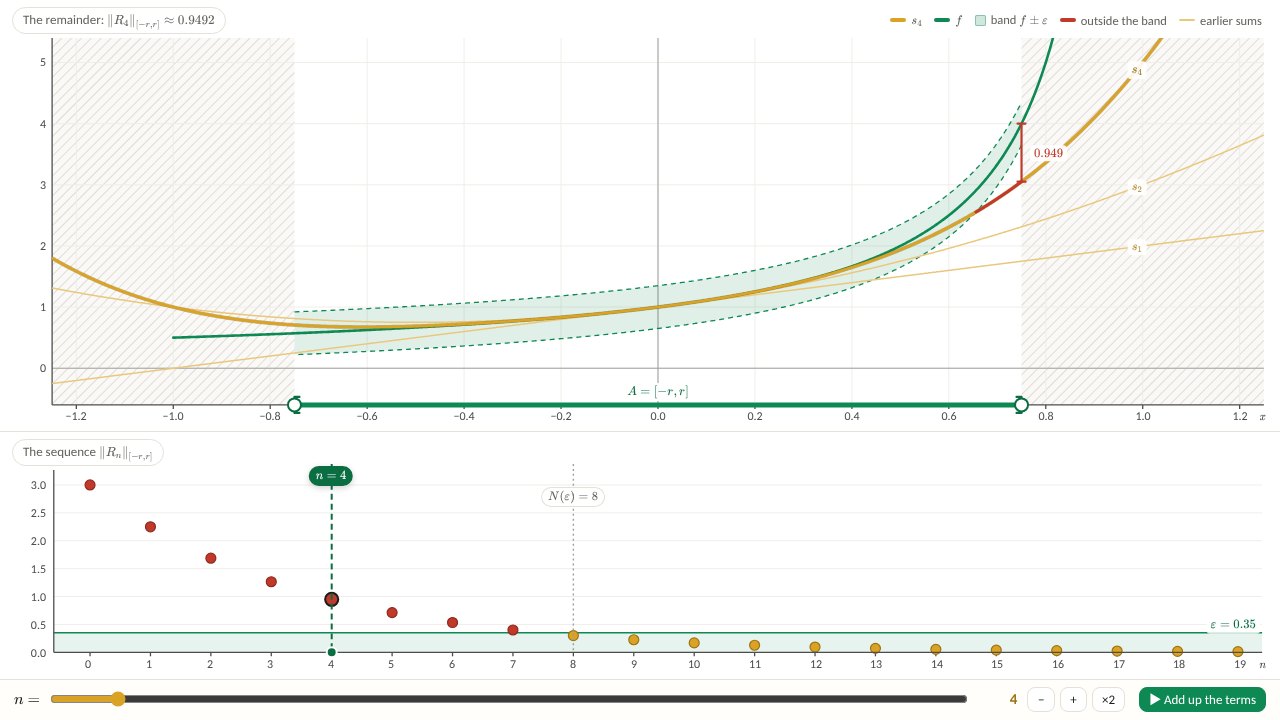 The remainder: ‖R₄‖[−r,r] ≈ 0.9492
s₄ f band f ± ε outside the band earlier sums
5
4
3
2
1
0
s₄
0.949
s₂
s₁
A = [−r, r]
−1.2 −1.0 −0.8 −0.6 −0.4 −0.2 0.0 0.2 0.4 0.6 0.8 1.0 1.2 x
The sequence ‖Rₙ‖[−r,r]
n = 4
N(ε) = 8
3.0
2.5
2.0
1.5
1.0
0.5
0.0
ε = 0.35
0 1 2 3 4 5 6 7 8 9 10 11 12 13 14 15 16 17 18 19 n
n = 4 − + ×2 ▶ Add up the terms